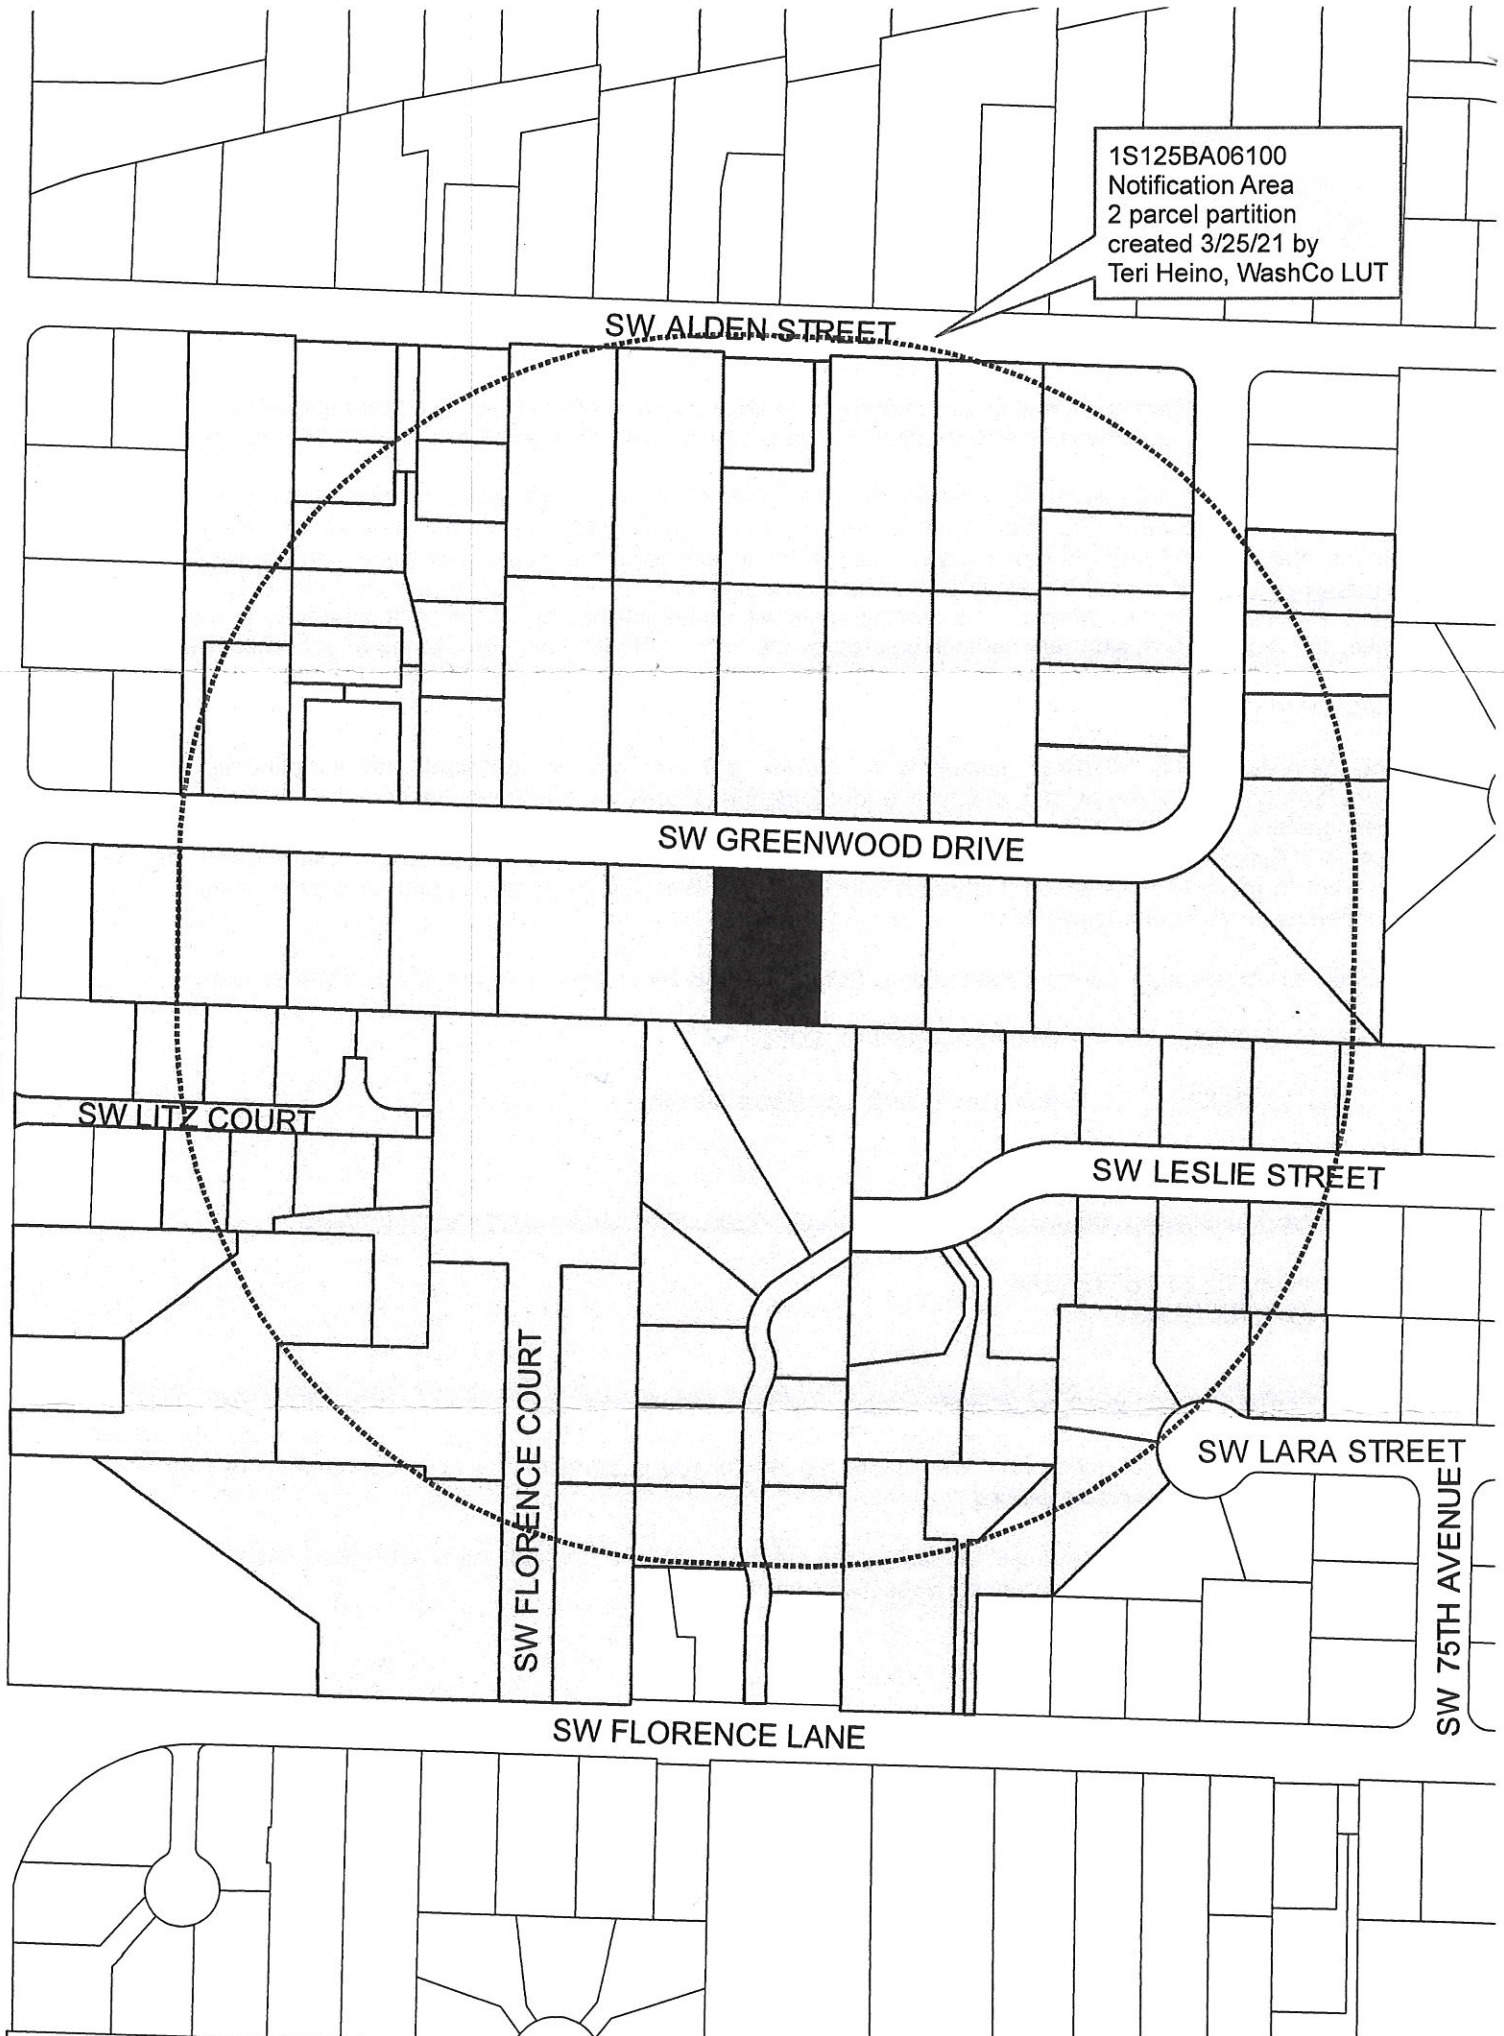 1S125BA06100
Notification Area
2 parcel partition
created 3/25/21 by
Teri Heino, WashCo LUT
SW ALDEN STREET
SW GREENWOOD DRIVE
SW LITZ COURT
SW LESLIE STREET
SW FLORENCE COURT
SW LARA STREET
SW 75TH AVENUE
SW FLORENCE LANE